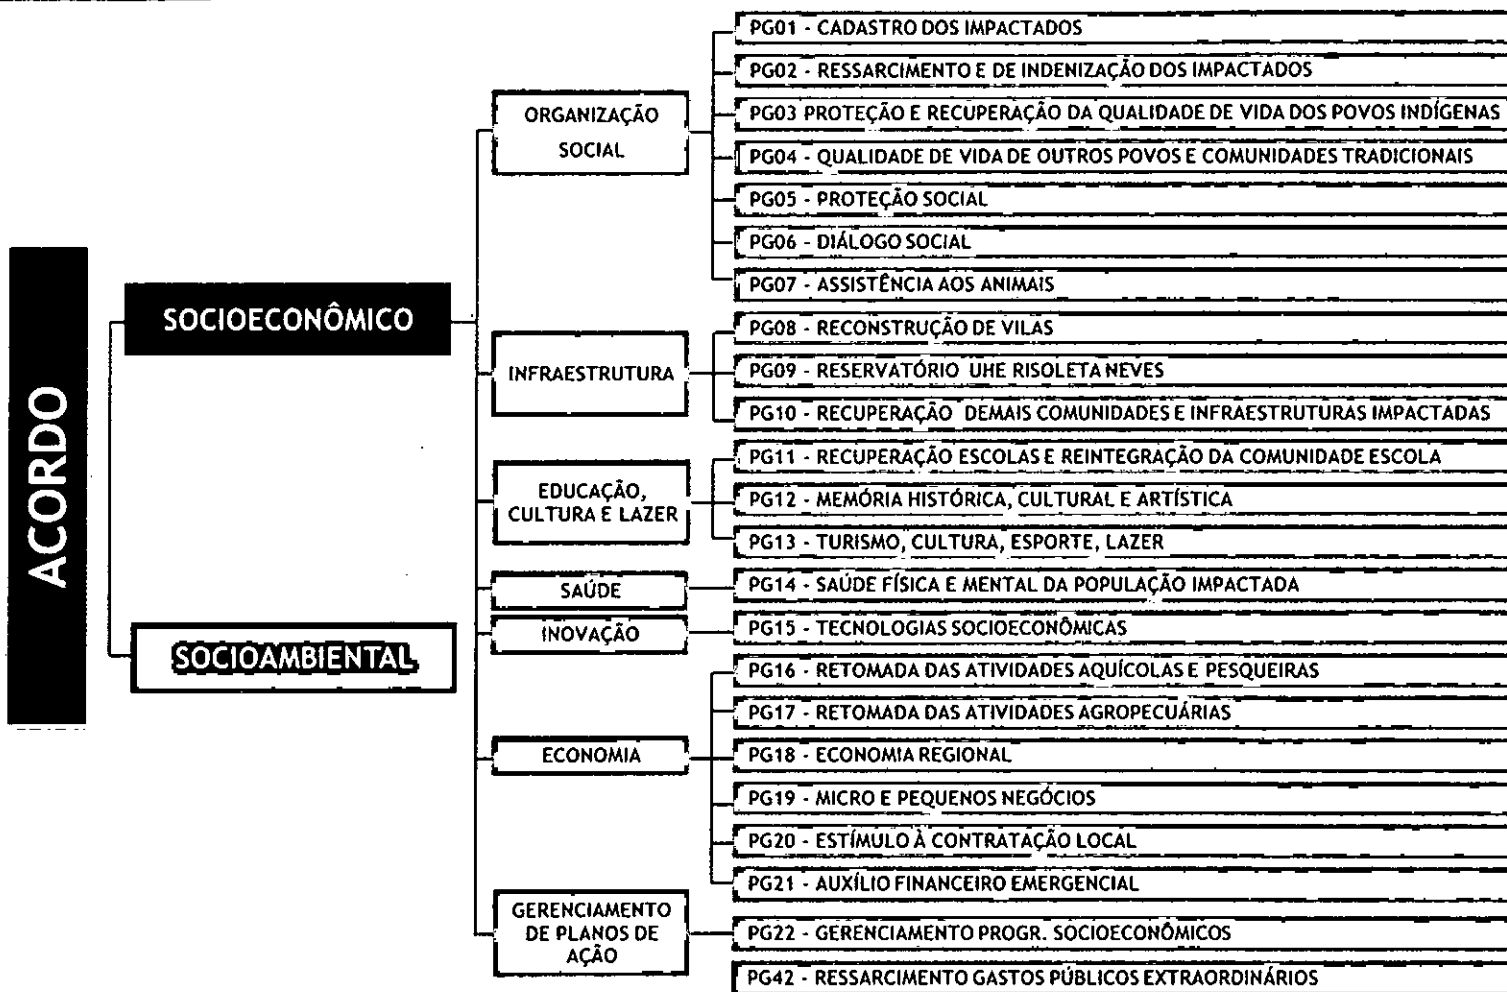 ACORDO
SOCIOECONÔMICO
SOCIOAMBIENTAL
ORGANIZAÇÃO
SOCIAL
PG01 - CADASTRO DOS IMPACTADOS
PG02 - RESSARCIMENTO E DE INDENIZAÇÃO DOS IMPACTADOS
PG03 PROTEÇÃO E RECUPERAÇÃO DA QUALIDADE DE VIDA DOS POVOS INDÍGENAS
PG04 - QUALIDADE DE VIDA DE OUTROS POVOS E COMUNIDADES TRADICIONAIS
PG05 - PROTEÇÃO SOCIAL
PG06 - DIÁLOGO SOCIAL
PG07 - ASSISTÊNCIA AOS ANIMAIS
INFRAESTRUTURA
PG08 - RECONSTRUÇÃO DE VILAS
PG09 - RESERVATÓRIO UHE RISOLETA NEVES
PG10 - RECUPERAÇÃO DEMAIS COMUNIDADES E INFRAESTRUTURAS IMPACTADAS
EDUCAÇÃO,
CULTURA E LAZER
PG11 - RECUPERAÇÃO ESCOLAS E REINTEGRAÇÃO DA COMUNIDADE ESCOLA
PG12 - MEMÓRIA HISTÓRICA, CULTURAL E ARTÍSTICA
PG13 - TURISMO, CULTURA, ESPORTE, LAZER
SAÚDE
PG14 - SAÚDE FÍSICA E MENTAL DA POPULAÇÃO IMPACTADA
INOVAÇÃO
PG15 - TECNOLOGIAS SOCIOECONÔMICAS
ECONOMIA
PG16 - RETOMADA DAS ATIVIDADES AQUÍCOLAS E PESQUEIRAS
PG17 - RETOMADA DAS ATIVIDADES AGROPECUÁRIAS
PG18 - ECONOMIA REGIONAL
PG19 - MICRO E PEQUENOS NEGÓCIOS
PG20 - ESTÍMULO À CONTRATAÇÃO LOCAL
PG21 - AUXÍLIO FINANCEIRO EMERGENCIAL
GERENCIAMENTO
DE PLANOS DE
AÇÃO
PG22 - GERENCIAMENTO PROGR. SOCIOECONÔMICOS
PG42 - RESSARCIMENTO GASTOS PÚBLICOS EXTRAORDINÁRIOS